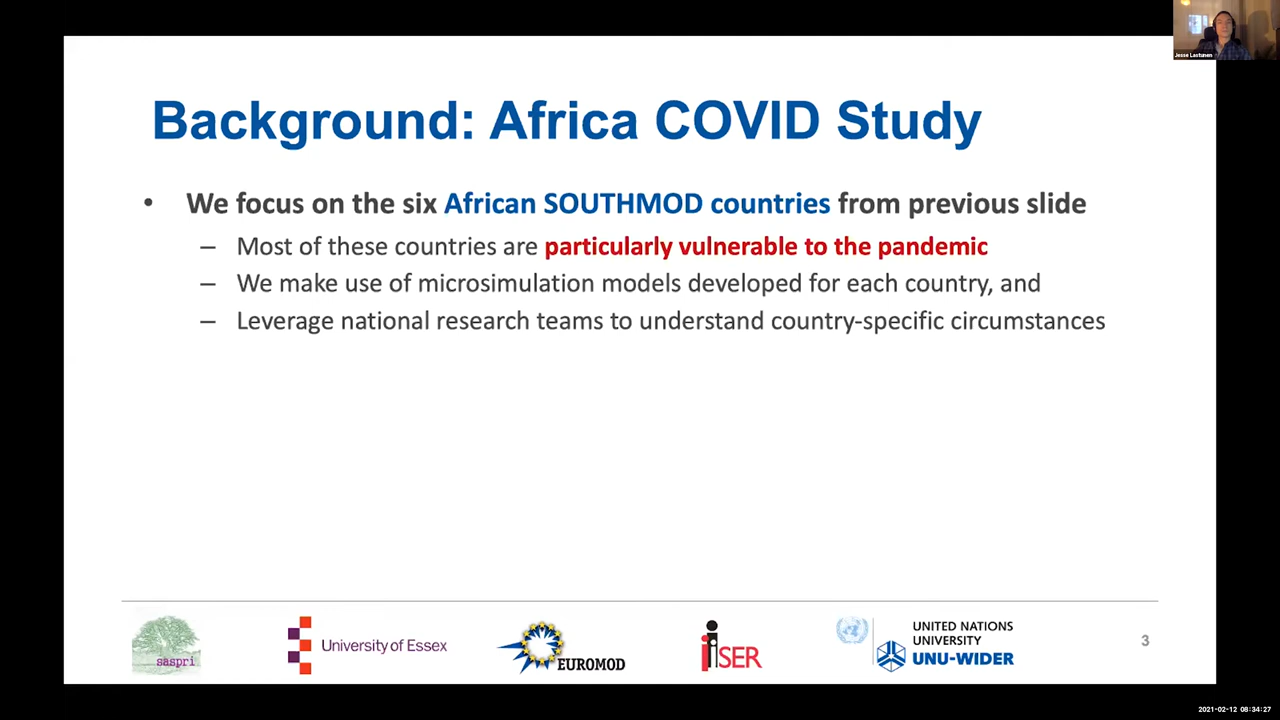 Jesse Lastunen
Background: Africa COVID Study
• We focus on the six African SOUTHMOD countries from previous slide
– Most of these countries are particularly vulnerable to the pandemic
– We make use of microsimulation models developed for each country, and
– Leverage national research teams to understand country-specific circumstances
saspri
University of Essex
EUROMOD
iSER
UNITED NATIONS
UNIVERSITY
UNU-WIDER
3
2021-02-12 08:34:27